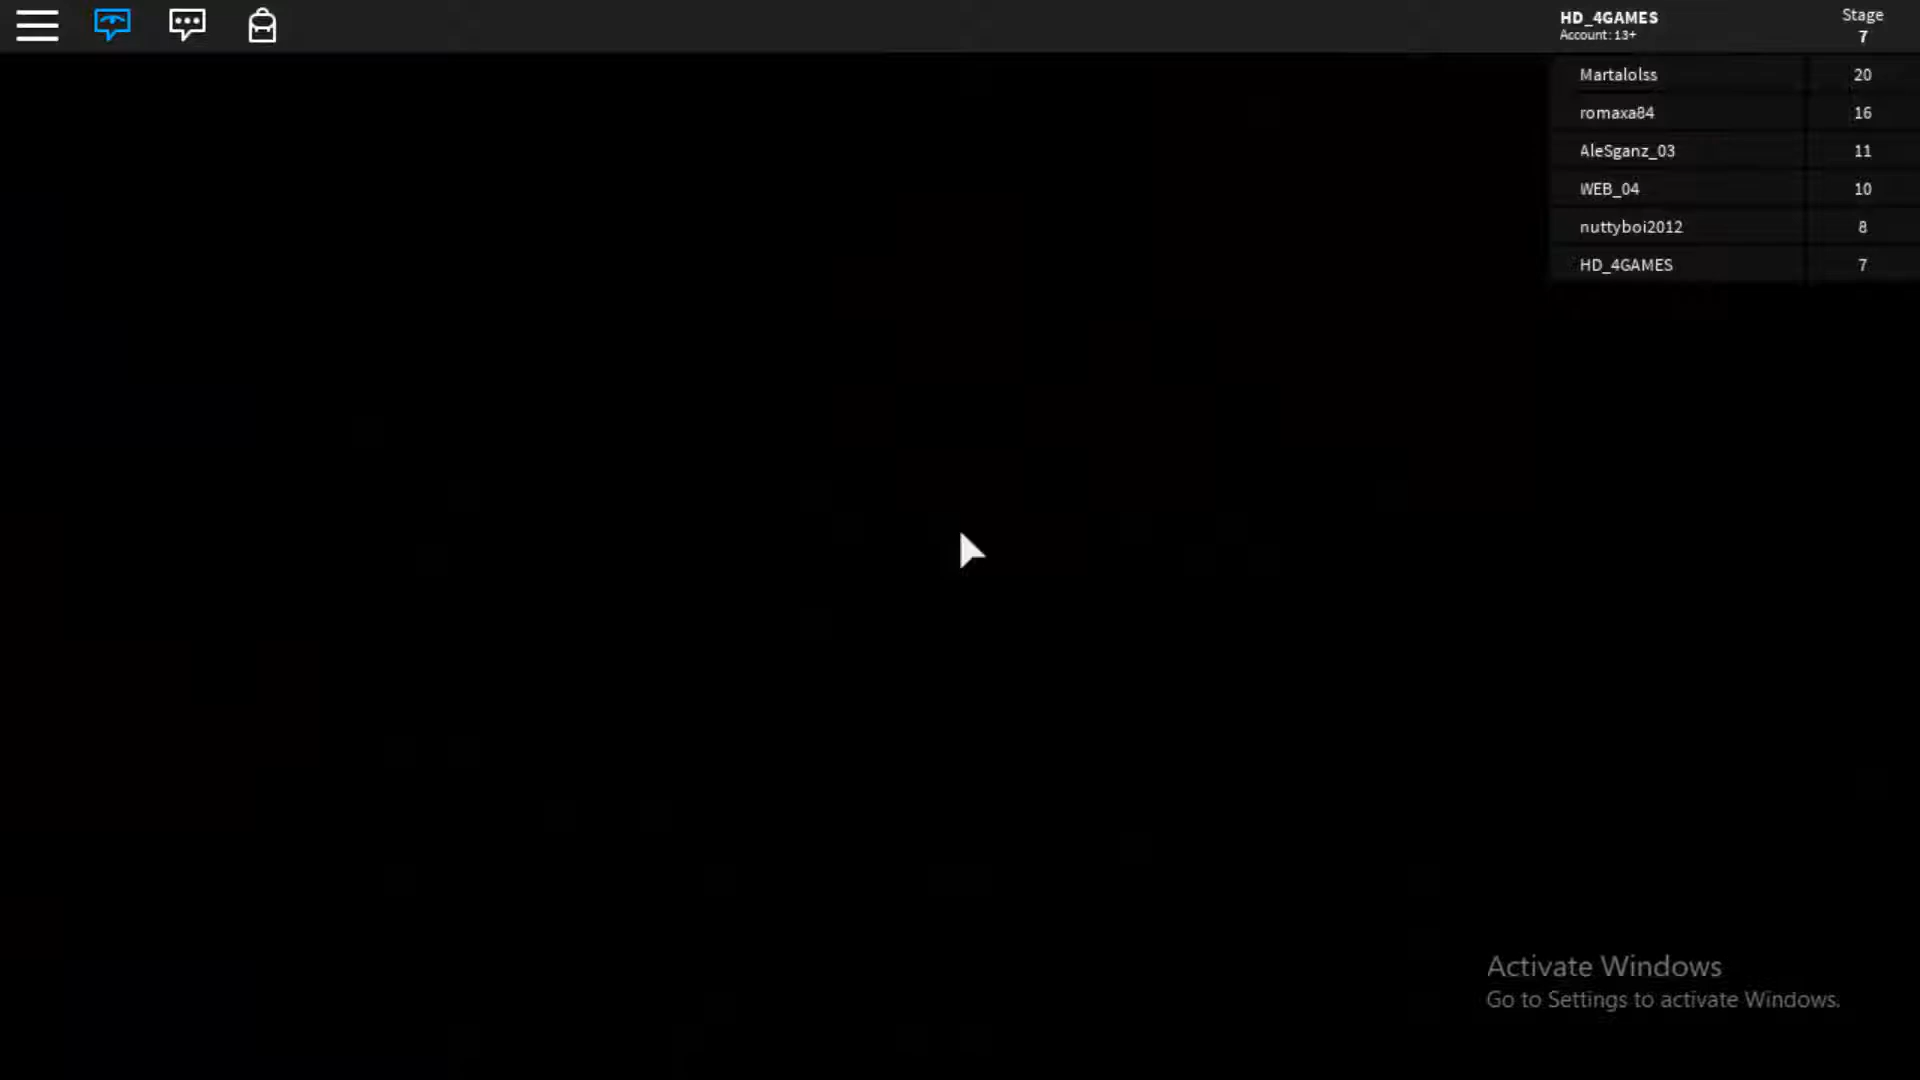 HD_4GAMES Stage
Account: 13+ 7
Martalolss 20
romaxa84 16
AleSganz_03 11
WEB_04 10
nuttyboi2012 8
HD_4GAMES 7
Activate Windows
Go to Settings to activate Windows.